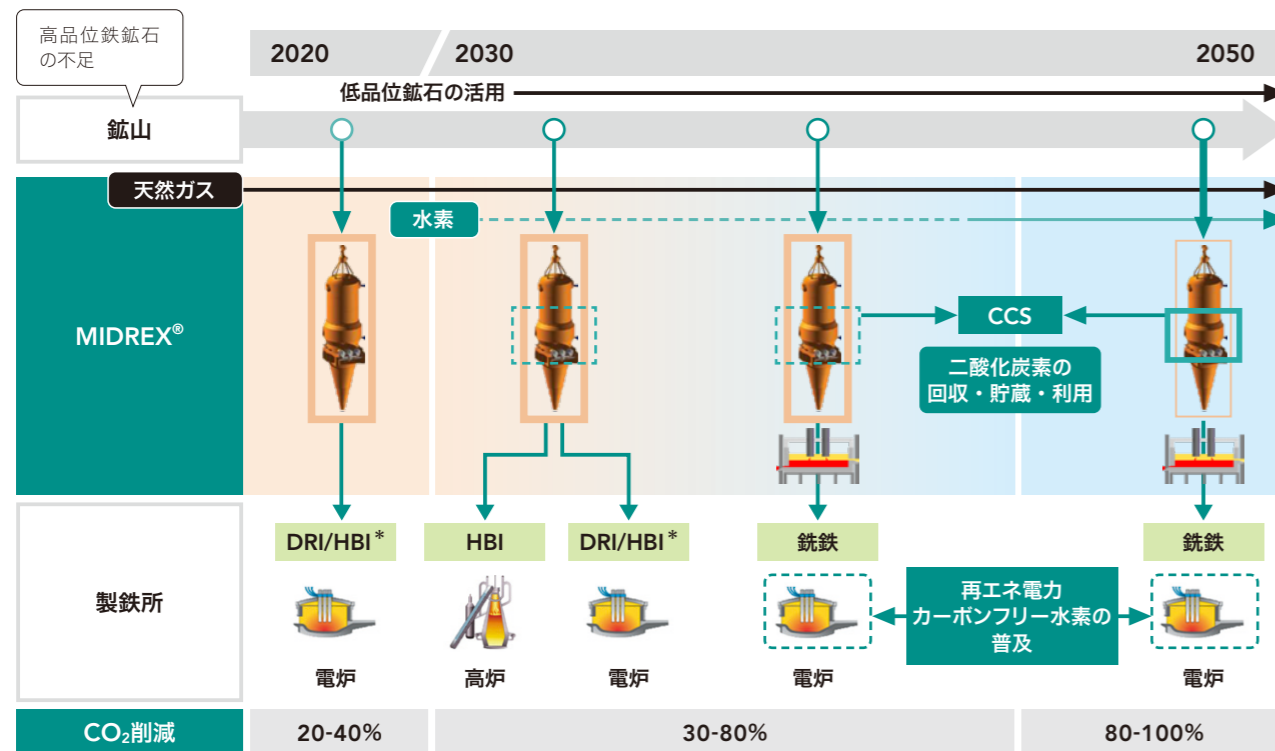 高品位鉄鉱石
の不足
2020
2030
2050
低品位鉱石の活用
鉱山
天然ガス
水素
MIDREX®
CCS
二酸化炭素の
回収・貯蔵・利用
DRI/HBI*
HBI
DRI/HBI*
銑鉄
銑鉄
製鉄所
再エネ電力
カーボンフリー水素の
普及
電炉
高炉
電炉
電炉
電炉
CO₂削減
20-40%
30-80%
80-100%